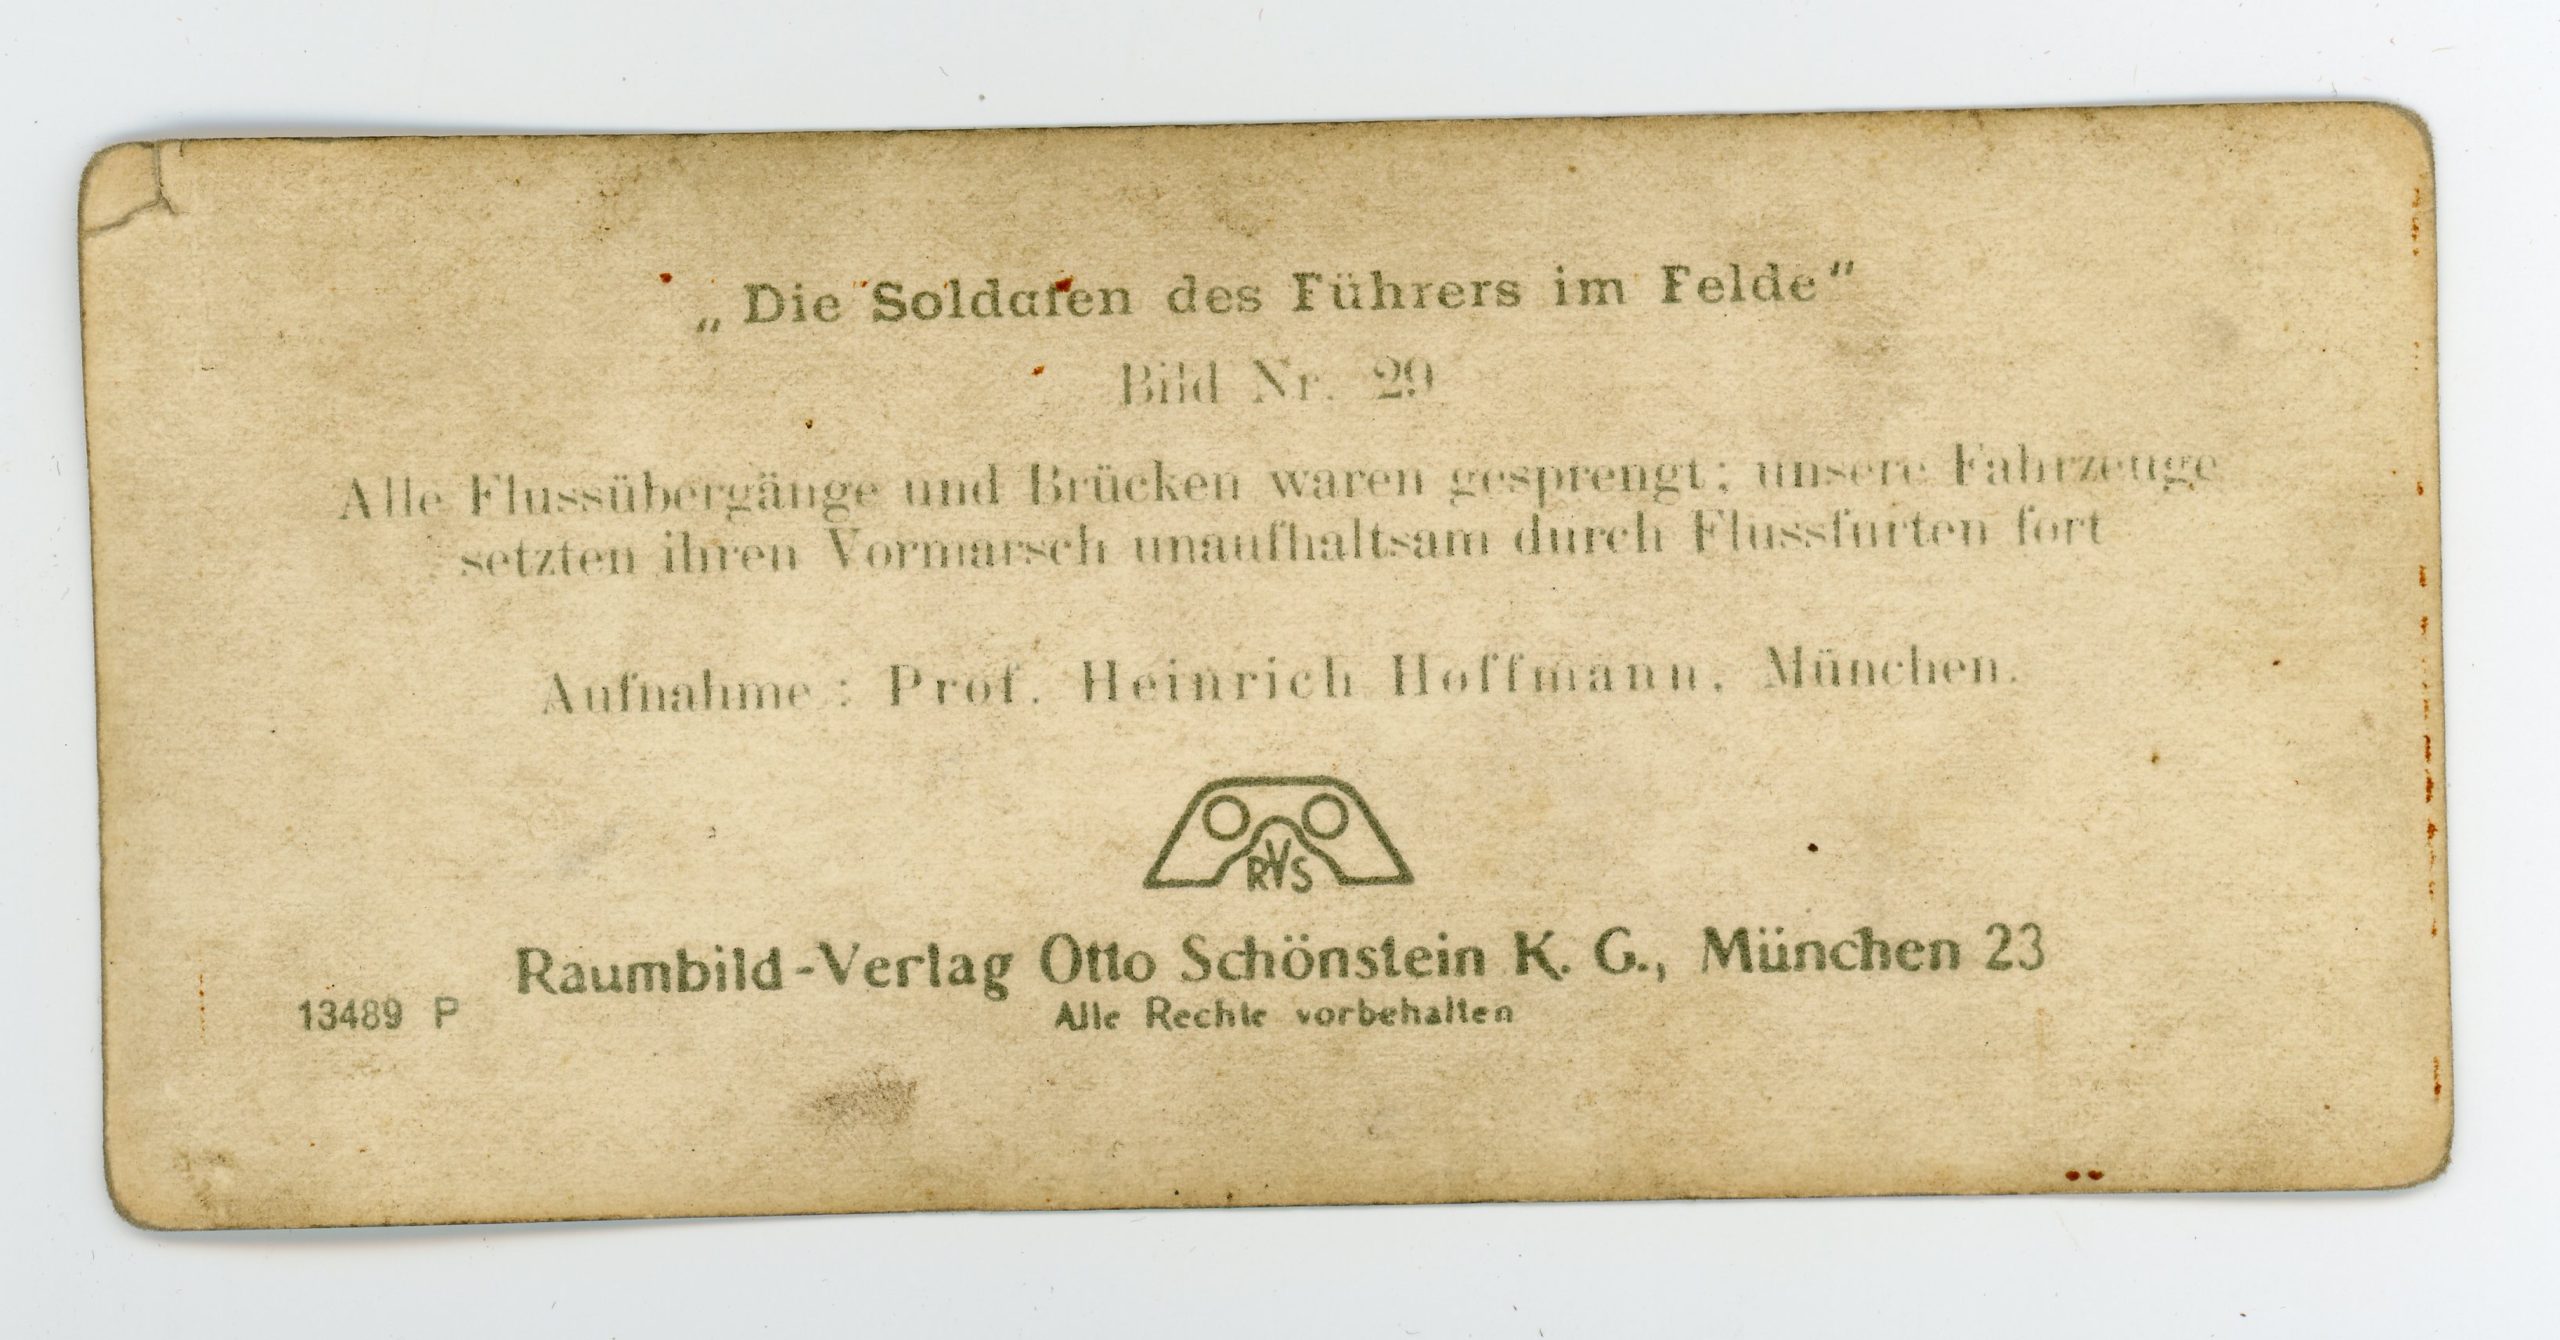 „Die Soldaten des Führers im Felde“
Bild Nr. 29
Alle Flussübergänge und Brücken waren gesprengt; unsere Fahrzeuge
setzten ihren Vormarsch unaufhaltsam durch Flussfurten fort
Aufnahme: Prof. Heinrich Hoffmann, München.
RVS
Raumbild-Verlag Otto Schönstein K. G., München 23
Alle Rechte vorbehalten
13489 P